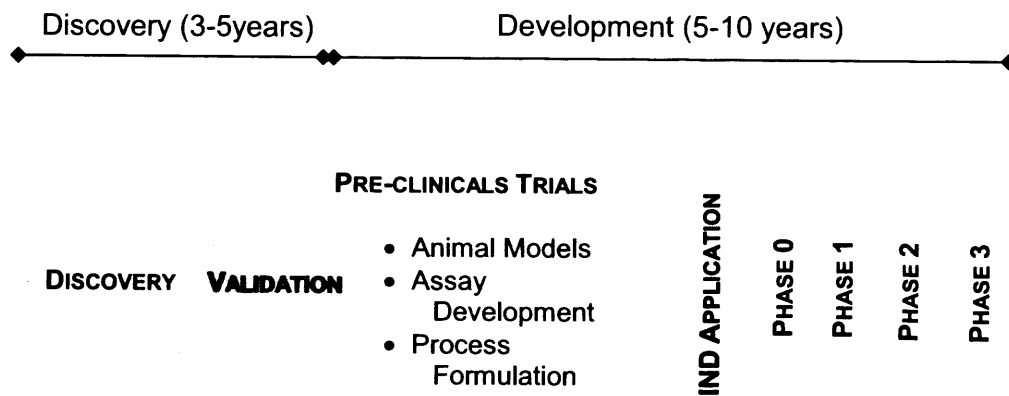 Discovery (3-5years)
Development (5-10 years)
PRE-CLINICALS TRIALS
DISCOVERY
VALIDATION
• Animal Models
• Assay
Development
• Process
Formulation
IND APPLICATION
PHASE 0
PHASE 1
PHASE 2
PHASE 3